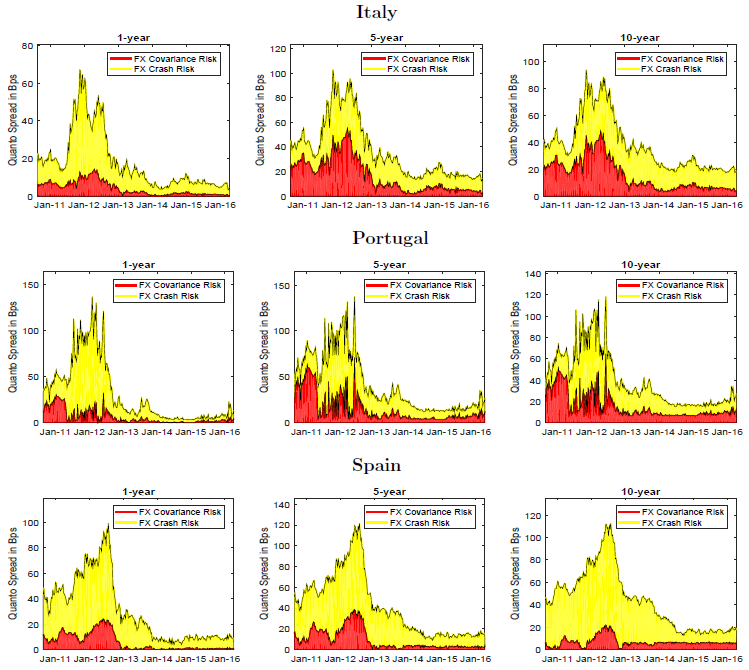 Italy
1-year
Quanto Spread in Bps
80
60
40
20
0
FX Covariance Risk
FX Crash Risk
Jan-11 Jan-12 Jan-13 Jan-14 Jan-15 Jan-16
5-year
Quanto Spread in Bps
120
100
80
60
40
20
0
FX Covariance Risk
FX Crash Risk
Jan-11 Jan-12 Jan-13 Jan-14 Jan-15 Jan-16
10-year
Quanto Spread in Bps
100
80
60
40
20
0
FX Covariance Risk
FX Crash Risk
Jan-11 Jan-12 Jan-13 Jan-14 Jan-15 Jan-16
Portugal
1-year
Quanto Spread in Bps
150
100
50
0
FX Covariance Risk
FX Crash Risk
Jan-11 Jan-12 Jan-13 Jan-14 Jan-15 Jan-16
5-year
Quanto Spread in Bps
150
100
50
0
FX Covariance Risk
FX Crash Risk
Jan-11 Jan-12 Jan-13 Jan-14 Jan-15 Jan-16
10-year
Quanto Spread in Bps
140
120
100
80
60
40
20
0
FX Covariance Risk
FX Crash Risk
Jan-11 Jan-12 Jan-13 Jan-14 Jan-15 Jan-16
Spain
1-year
Quanto Spread in Bps
100
80
60
40
20
0
FX Covariance Risk
FX Crash Risk
Jan-11 Jan-12 Jan-13 Jan-14 Jan-15 Jan-16
5-year
Quanto Spread in Bps
140
120
100
80
60
40
20
0
FX Covariance Risk
FX Crash Risk
Jan-11 Jan-12 Jan-13 Jan-14 Jan-15 Jan-16
10-year
Quanto Spread in Bps
120
100
80
60
40
20
0
FX Covariance Risk
FX Crash Risk
Jan-11 Jan-12 Jan-13 Jan-14 Jan-15 Jan-16